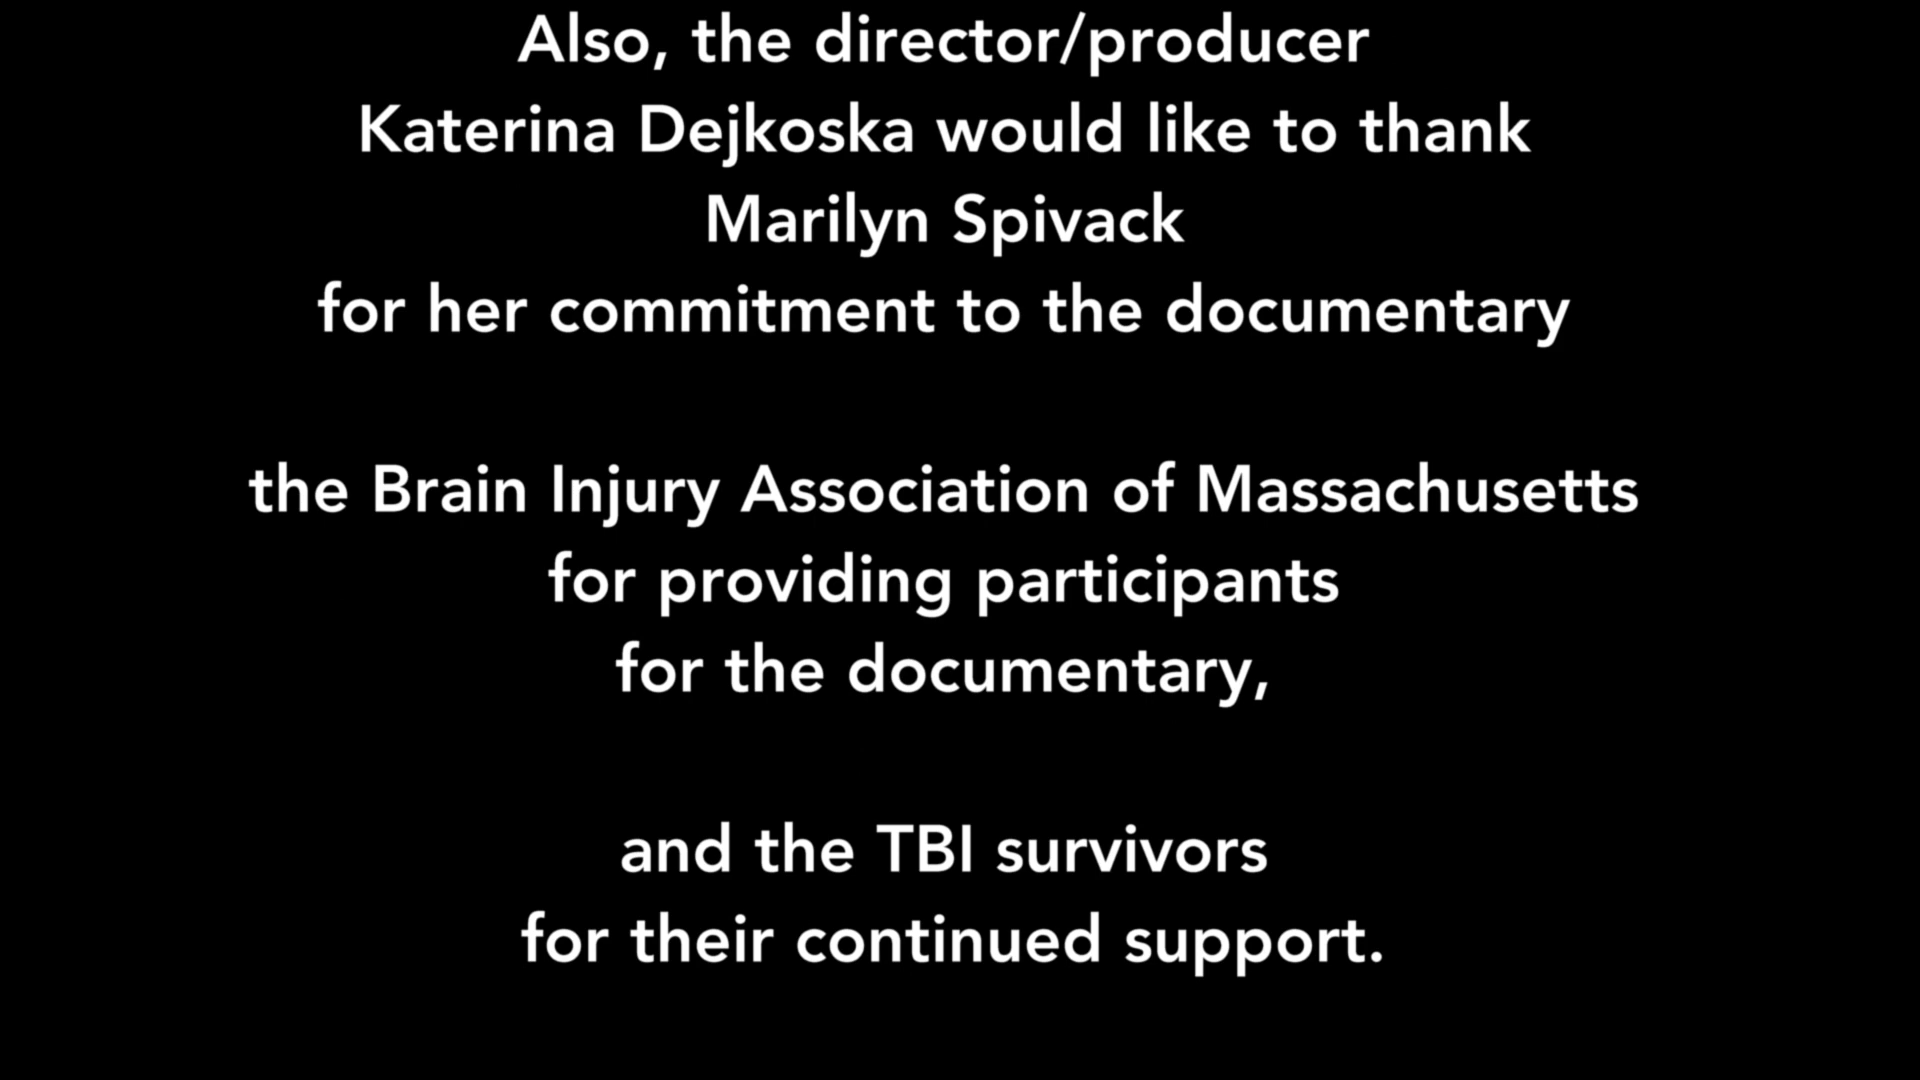 Also, the director/producer
Katerina Dejkoska would like to thank
Marilyn Spivack
for her commitment to the documentary
the Brain Injury Association of Massachusetts
for providing participants
for the documentary,
and the TBI survivors
for their continued support.